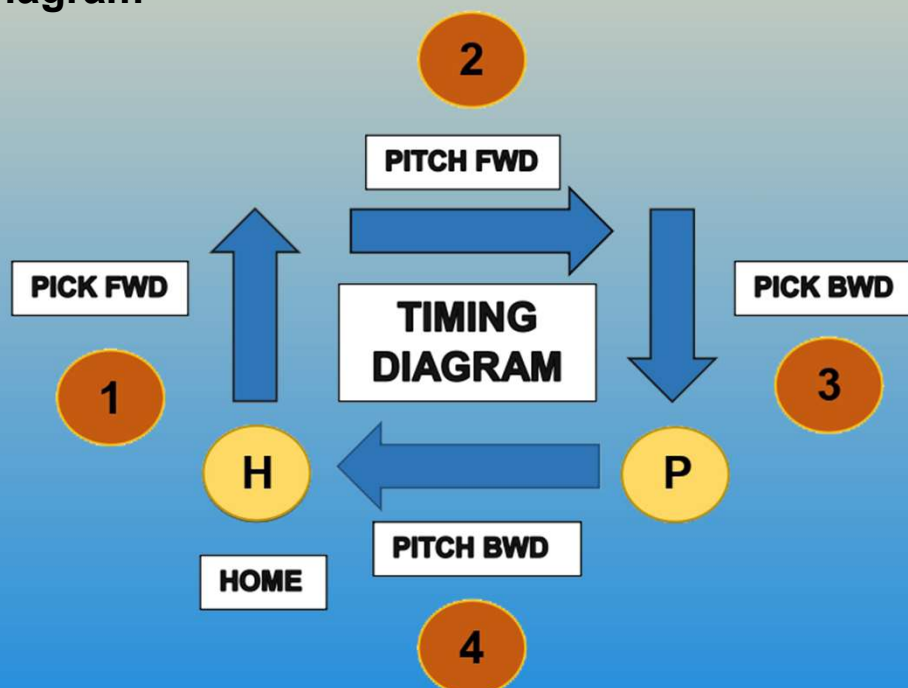 2
PITCH FWD
PICK FWD
PICK BWD
TIMING
DIAGRAM
1
3
H
P
PITCH BWD
HOME
4